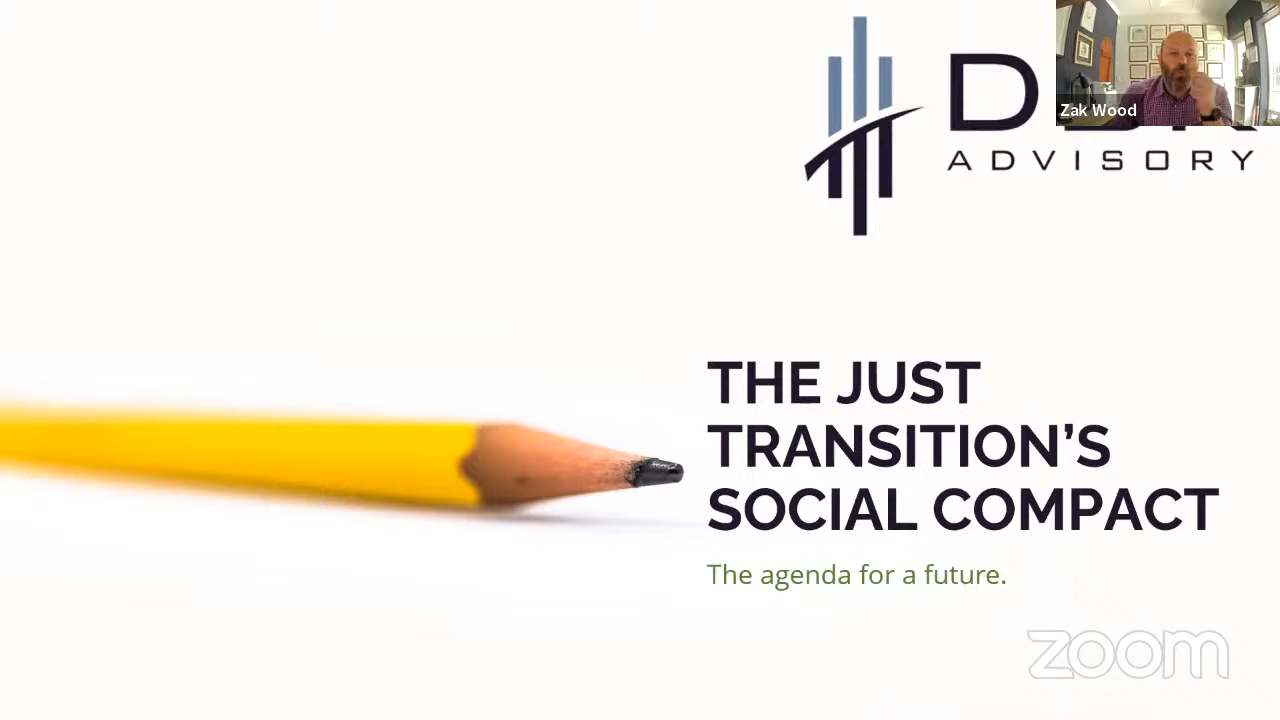 Zak Wood
ADVISORY
THE JUST
TRANSITION’S
SOCIAL COMPACT
The agenda for a future.
zoom